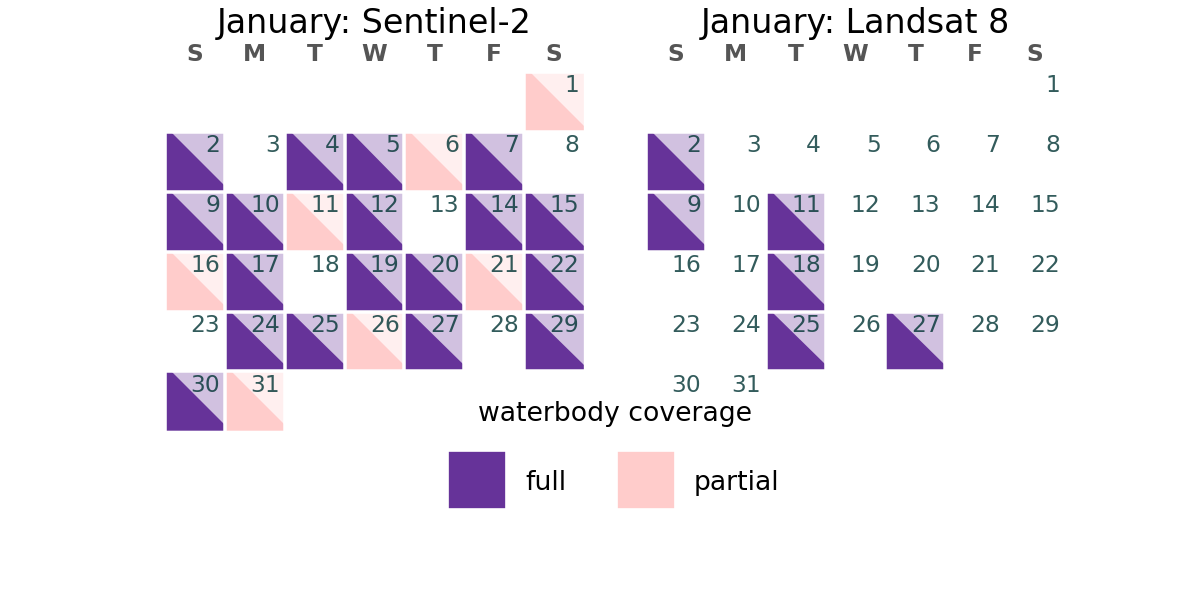 January: Sentinel-2
S M T W T F S
1
2 3 4 5 6 7 8
9 10 11 12 13 14 15
16 17 18 19 20 21 22
23 24 25 26 27 28 29
30 31
January: Landsat 8
S M T W T F S
1
2 3 4 5 6 7 8
9 10 11 12 13 14 15
16 17 18 19 20 21 22
23 24 25 26 27 28 29
30 31
waterbody coverage
full partial